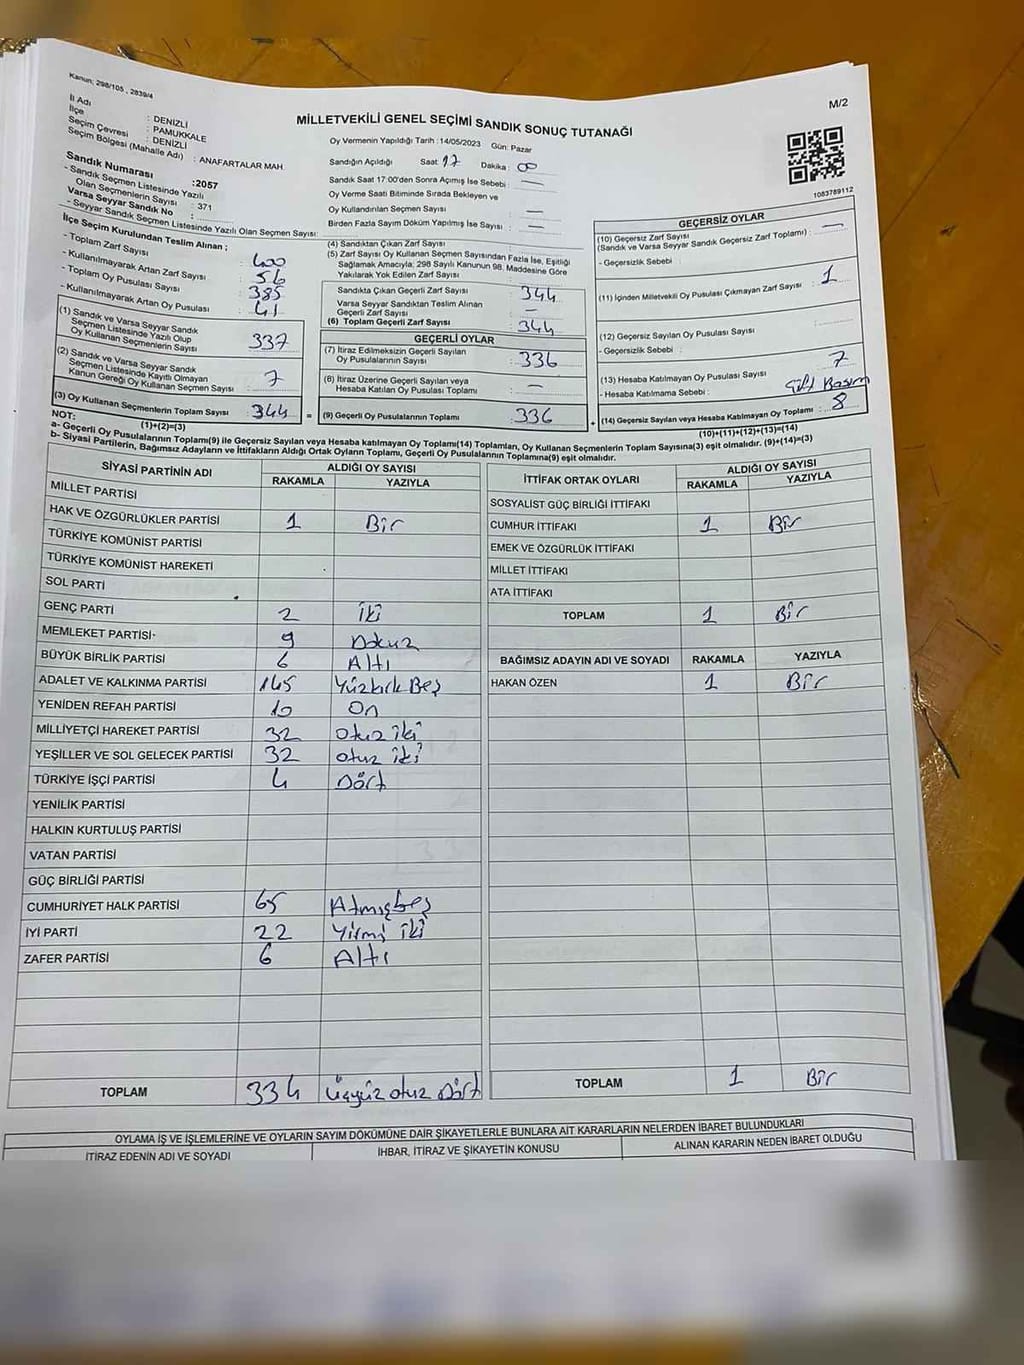 Kanun: 298/105 , 2839/4
M/2
MİLLETVEKİLİ GENEL SEÇİMİ SANDIK SONUÇ TUTANAĞI
İl Adı : DENİZLİ
İlçe : PAMUKKALE
Seçim Çevresi : DENİZLİ
Seçim Bölgesi (Mahalle Adı) : ANAFARTALAR MAH.
Sandık Numarası :2057
- Sandık Seçmen Listesinde Yazılı
Olan Seçmenlerin Sayısı : 371
Varsa Seyyar Sandık No :
- Seyyar Sandık Seçmen Listesinde Yazılı Olan Seçmen Sayısı:
Oy Vermenin Yapıldığı Tarih :14/05/2023 Gün: Pazar
Sandığın Açıldığı Saat : 17 Dakika : 00
Sandık Saat 17:00'den Sonra Açımış İse Sebebi : —
Oy Verme Saati Bitiminde Sırada Bekleyen ve
Oy Kullandırılan Seçmen Sayısı : —
Birden Fazla Sayım Döküm Yapılmış İse Sayısı : —
1083789112
İlçe Seçim Kurulundan Teslim Alınan ;
- Toplam Zarf Sayısı : 400
- Kullanılmayarak Artan Zarf Sayısı : 56
- Toplam Oy Pusulası Sayısı : 385
- Kullanılmayarak Artan Oy Pusulası : 41
(1) Sandık ve Varsa Seyyar Sandık
Seçmen Listesinde Yazılı Olup
Oy Kullanan Seçmenlerin Sayısı : 337
(2) Sandık ve Varsa Seyyar Sandık
Seçmen Listesinde Kayıtlı Olmayan
Kanun Gereği Oy Kullanan Seçmen Sayısı : 7
(3) Oy Kullanan Seçmenlerin Toplam Sayısı : 344 =
(1)+(2)=(3)
(4) Sandıktan Çıkan Zarf Sayısı :
(5) Zarf Sayısı Oy Kullanan Seçmen Sayısından Fazla İse, Eşitliği
Sağlamak Amacıyla; 298 Sayılı Kanunun 98. Maddesine Göre
Yakılarak Yok Edilen Zarf Sayısı :
Sandıkta Çıkan Geçerli Zarf Sayısı : 344
Varsa Seyyar Sandıktan Teslim Alınan
Geçerli Zarf Sayısı : —
(6) Toplam Geçerli Zarf Sayısı : 344
GEÇERLİ OYLAR
(7) İtiraz Edilmeksizin Geçerli Sayılan
Oy Pusulalarının Sayısı : 336
(8) İtiraz Üzerine Geçerli Sayılan veya
Hesaba Katılan Oy Pusulası Toplamı : —
(9) Geçerli Oy Pusulalarının Toplamı : 336 +
GEÇERSİZ OYLAR
(10) Geçersiz Zarf Sayısı
(Sandık ve Varsa Seyyar Sandık Geçersiz Zarf Toplamı) : —
- Geçersizlik Sebebi :
(11) İçinden Milletvekili Oy Pusulası Çıkmayan Zarf Sayısı : 1
(12) Geçersiz Sayılan Oy Pusulası Sayısı :
- Geçersizlik Sebebi :
(13) Hesaba Katılmayan Oy Pusulası Sayısı : 7
- Hesaba Katılmama Sebebi : Çift Basım
(14) Geçersiz Sayılan veya Hesaba Katılmayan Oy Toplamı : 8
(10)+(11)+(12)+(13)=(14)
NOT:
a- Geçerli Oy Pusulalarının Toplamı(9) ile Geçersiz Sayılan veya Hesaba katılmayan Oy Toplamı(14) Toplamları, Oy Kullanan Seçmenlerin Toplam Sayısına(3) eşit olmalıdır. (9)+(14)=(3)
b- Siyasi Partilerin, Bağımsız Adayların ve İttifakların Aldığı Ortak Oyların Toplamı, Geçerli Oy Pusulalarının Toplamına(9) eşit olmalıdır.
SİYASİ PARTİNİN ADI ALDIĞI OY SAYISI
RAKAMLA YAZIYLA
MİLLET PARTİSİ
HAK VE ÖZGÜRLÜKLER PARTİSİ 1 Bir
TÜRKİYE KOMÜNİST PARTİSİ
TÜRKİYE KOMÜNİST HAREKETİ
SOL PARTİ
GENÇ PARTİ 2 İki
MEMLEKET PARTİSİ 9 Dokuz
BÜYÜK BİRLİK PARTİSİ 6 Altı
ADALET VE KALKINMA PARTİSİ 145 Yüzkırk Beş
YENİDEN REFAH PARTİSİ 10 On
MİLLİYETÇİ HAREKET PARTİSİ 32 otuz iki
YEŞİLLER VE SOL GELECEK PARTİSİ 32 otuz iki
TÜRKİYE İŞÇİ PARTİSİ 4 Dört
YENİLİK PARTİSİ
HALKIN KURTULUŞ PARTİSİ
VATAN PARTİSİ
GÜÇ BİRLİĞİ PARTİSİ
CUMHURİYET HALK PARTİSİ 65 Atmışbeş
İYİ PARTİ 22 Yirmi iki
ZAFER PARTİSİ 6 Altı
TOPLAM 334 üçyüz otuz Dört
İTTİFAK ORTAK OYLARI ALDIĞI OY SAYISI
RAKAMLA YAZIYLA
SOSYALİST GÜÇ BİRLİĞİ İTTİFAKI
CUMHUR İTTİFAKI 1 Bir
EMEK VE ÖZGÜRLÜK İTTİFAKI
MİLLET İTTİFAKI
ATA İTTİFAKI
TOPLAM 1 Bir
BAĞIMSIZ ADAYIN ADI VE SOYADI RAKAMLA YAZIYLA
HAKAN ÖZEN 1 Bir
TOPLAM 1 Bir
OYLAMA İŞ VE İŞLEMLERİNE VE OYLARIN SAYIM DÖKÜMÜNE DAİR ŞİKAYETLERLE BUNLARA AİT KARARLARIN NELERDEN İBARET BULUNDUKLARI
İTİRAZ EDENİN ADI VE SOYADI İHBAR, İTİRAZ VE ŞİKAYETİN KONUSU ALINAN KARARIN NEDEN İBARET OLDUĞU